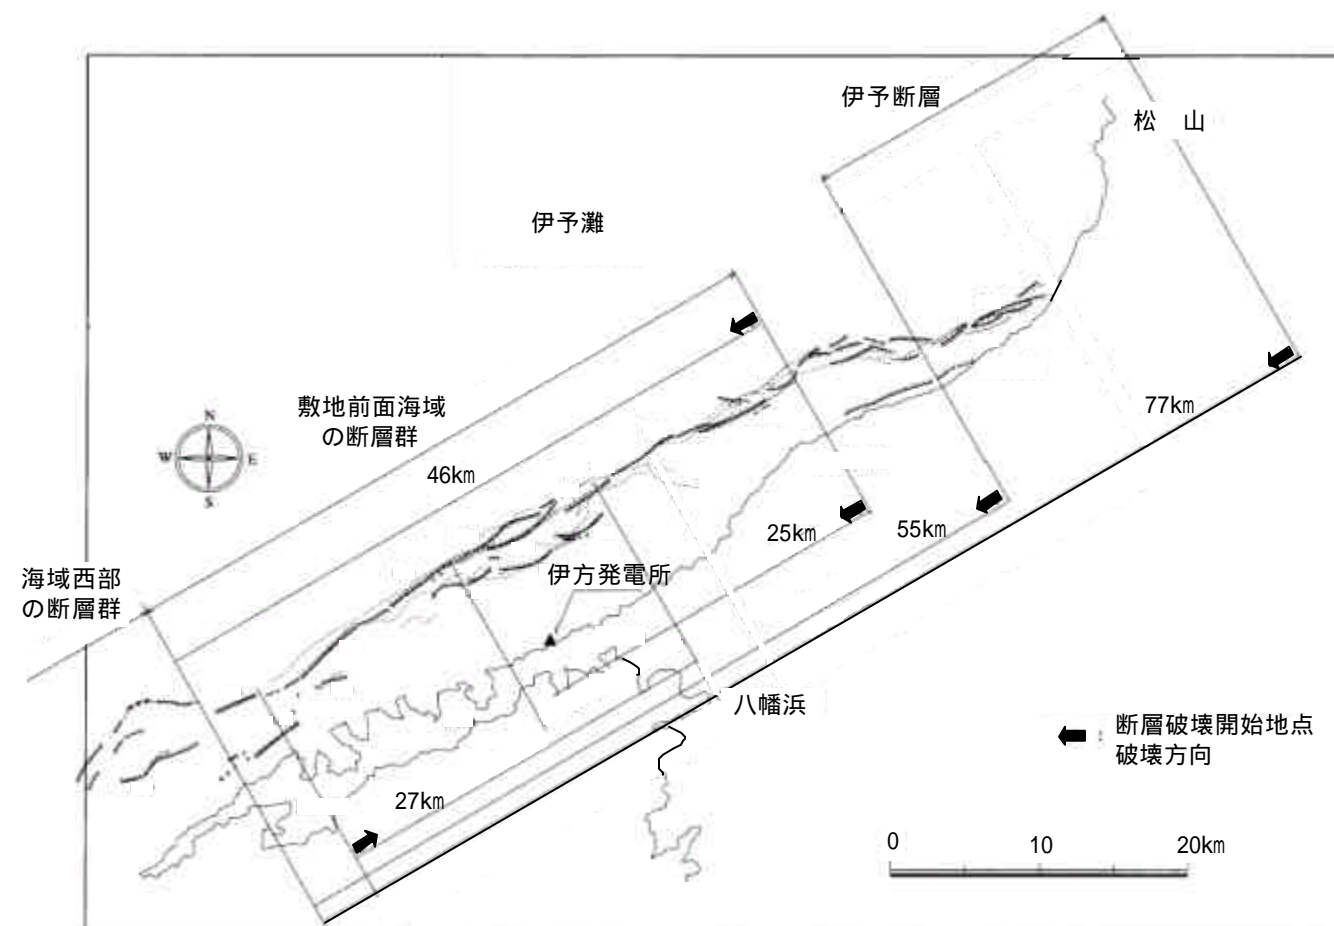 伊予断層
松　山
伊予灘
敷地前面海域
の断層群
N
W
E
S
46㎞
77㎞
25㎞
55㎞
海域西部
の断層群
伊方発電所
八幡浜
：断層破壊開始地点
破壊方向
27㎞
0
10
20㎞